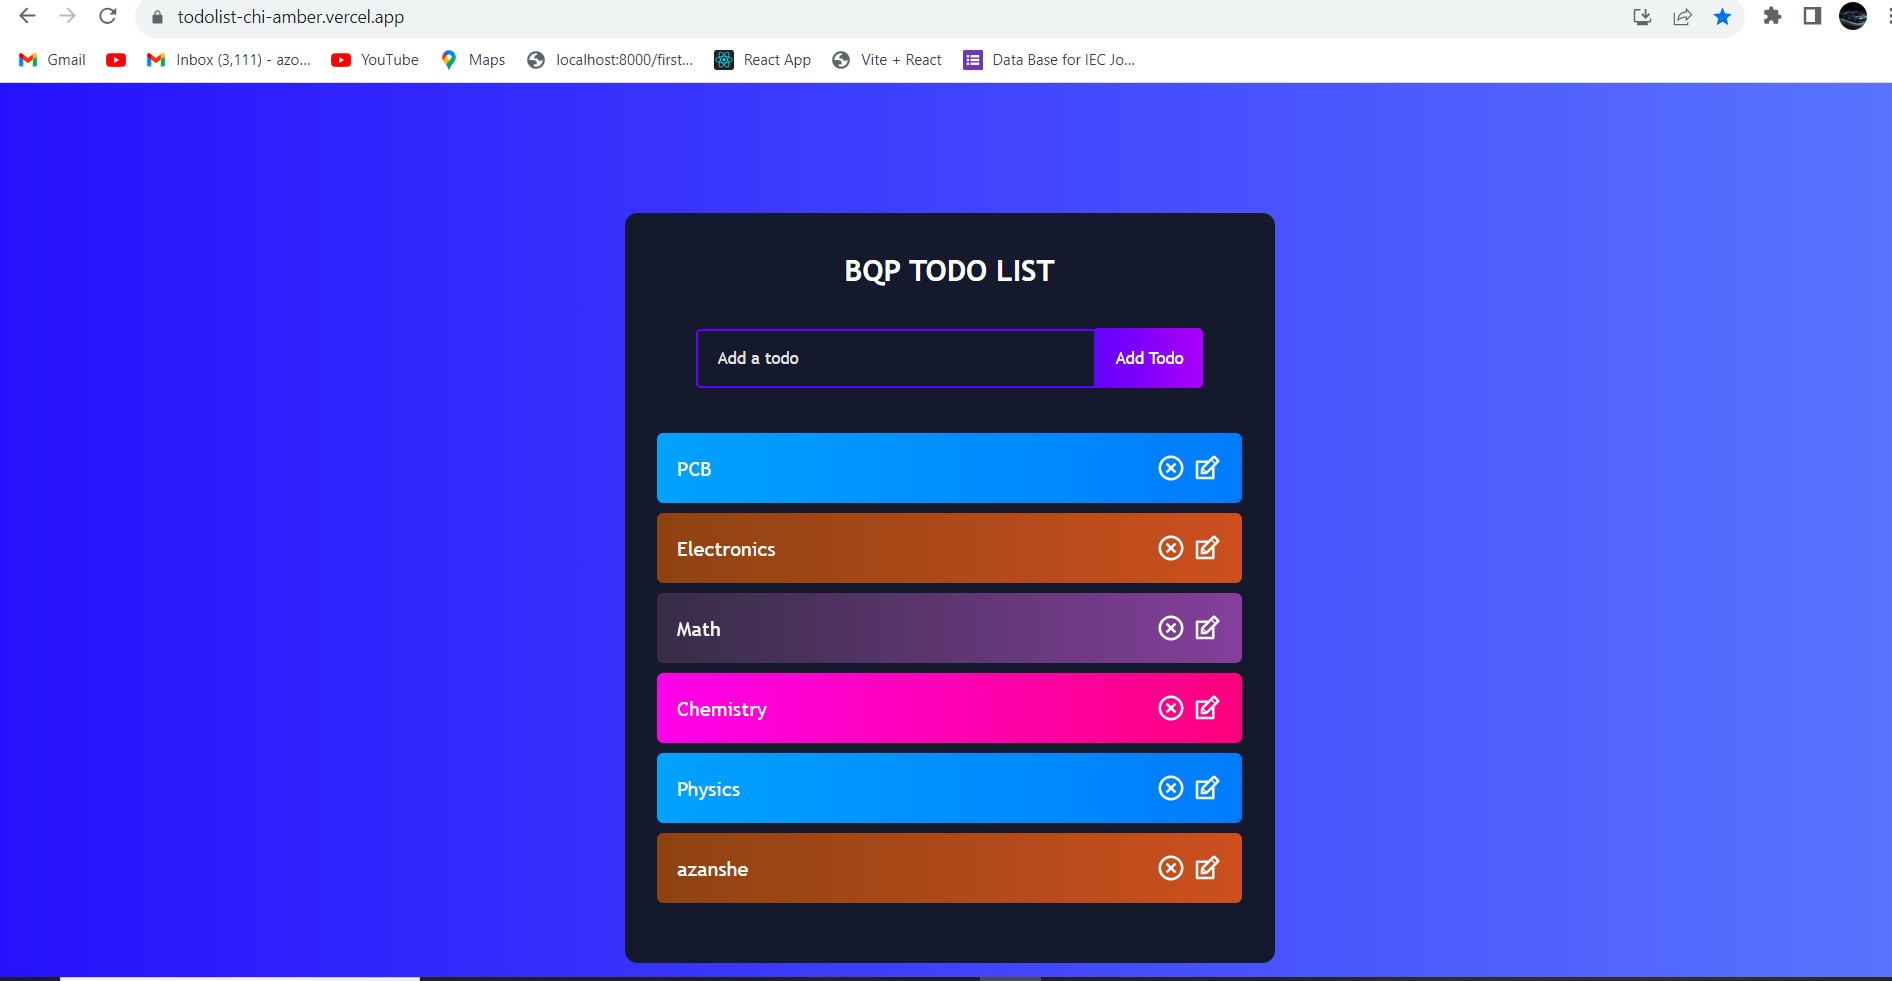 todolist-chi-amber.vercel.app
Gmail Inbox (3,111) - azo... YouTube Maps localhost:8000/first... React App Vite + React Data Base for IEC Jo...
BQP TODO LIST
Add a todo Add Todo
PCB
Electronics
Math
Chemistry
Physics
azanshe